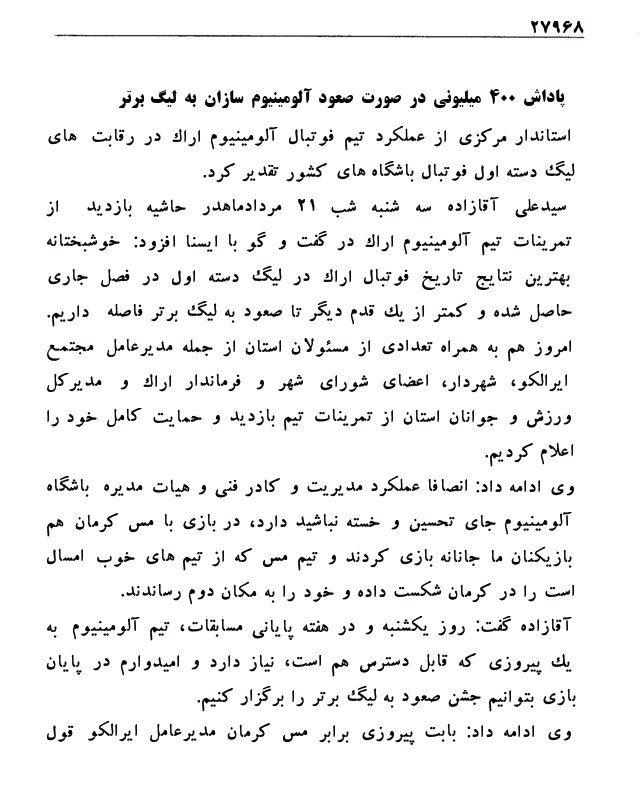 ۲۷۹۶۸
پاداش ۴۰۰ میلیونی در صورت صعود آلومینیوم سازان به لیگ برتر
استاندار مرکزی از عملکرد تیم فوتبال آلومینیوم اراک در رقابت های
لیگ دسته اول فوتبال باشگاه های کشور تقدیر کرد.
سیدعلی آقازاده سه شنبه شب ۲۱ مردادماهدر حاشیه بازدید از
تمرینات تیم آلومینیوم اراک در گفت و گو با ایسنا افزود: خوشبختانه
بهترین نتایج تاریخ فوتبال اراک در لیگ دسته اول در فصل جاری
حاصل شده و کمتر از یک قدم دیگر تا صعود به لیگ برتر فاصله داریم.
امروز هم به همراه تعدادی از مسئولان استان از جمله مدیرعامل مجتمع
ایرالکو، شهردار، اعضای شورای شهر و فرماندار اراک و مدیرکل
ورزش و جوانان استان از تمرینات تیم بازدید و حمایت کامل خود را
اعلام کردیم.
وی ادامه داد: انصافا عملکرد مدیریت و کادر فنی و هیات مدیره باشگاه
آلومینیوم جای تحسین و خسته نباشید دارد، در بازی با مس کرمان هم
بازیکنان ما جانانه بازی کردند و تیم مس که از تیم های خوب امسال
است را در کرمان شکست داده و خود را به مکان دوم رساندند.
آقازاده گفت: روز یکشنبه و در هفته پایانی مسابقات، تیم آلومینیوم به
یک پیروزی که قابل دسترس هم است، نیاز دارد و امیدوارم در پایان
بازی بتوانیم جشن صعود به لیگ برتر را برگزار کنیم.
وی ادامه داد: بابت پیروزی برابر مس کرمان مدیرعامل ایرالکو قول